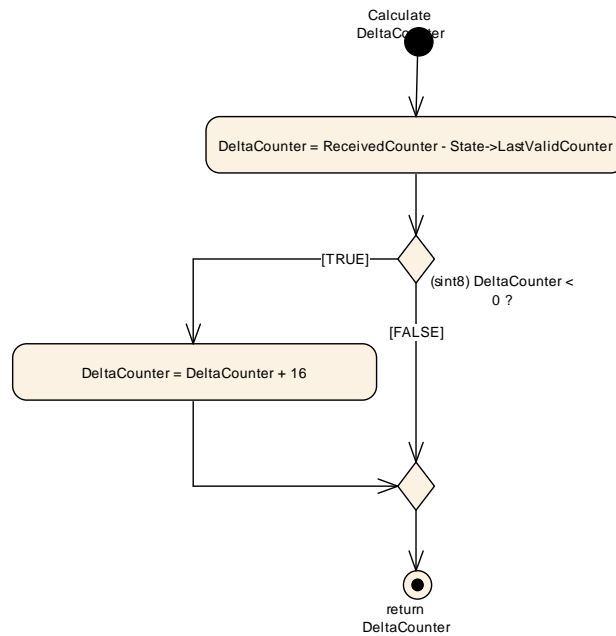 Calculate
DeltaCounter
DeltaCounter = ReceivedCounter - State->LastValidCounter
[TRUE]
(sint8) DeltaCounter <
0 ?
[FALSE]
DeltaCounter = DeltaCounter + 16
return
DeltaCounter